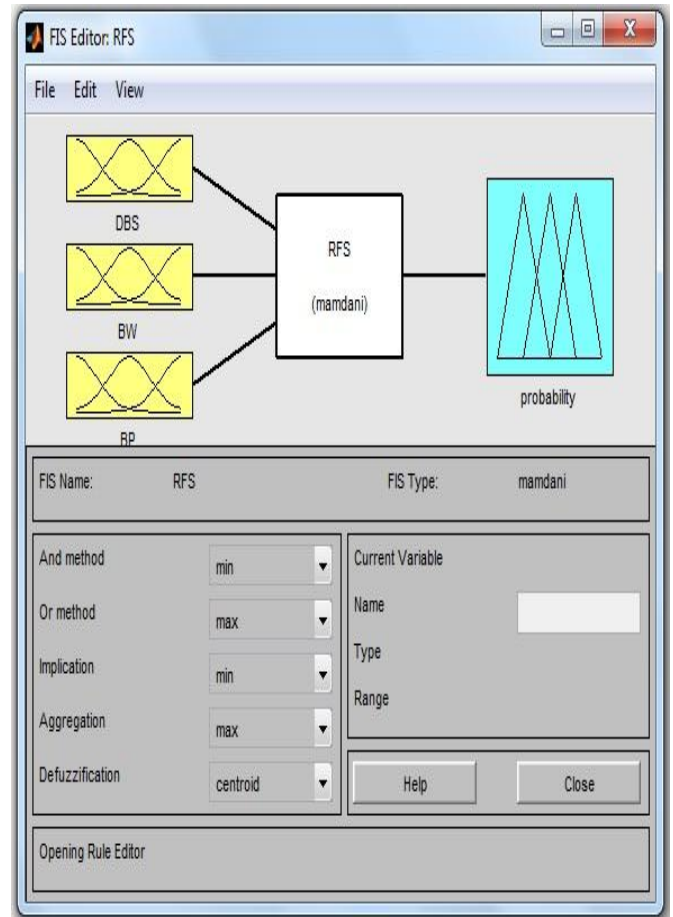 FIS Editor: RFS
File Edit View
DBS
BW
BP
RFS
(mamdani)
probability
FIS Name: RFS FIS Type: mamdani
And method min
Or method max
Implication min
Aggregation max
Defuzzification centroid
Current Variable
Name
Type
Range
Help Close
Opening Rule Editor